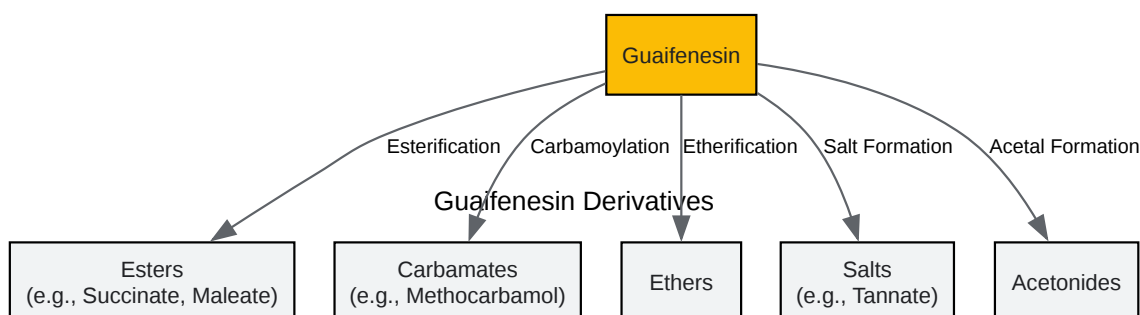 Guaifenesin
Esterification
Carbamoylation
Etherification
Salt Formation
Acetal Formation
Guaifenesin Derivatives
Esters
(e.g., Succinate, Maleate)
Carbamates
(e.g., Methocarbamol)
Ethers
Salts
(e.g., Tannate)
Acetonides